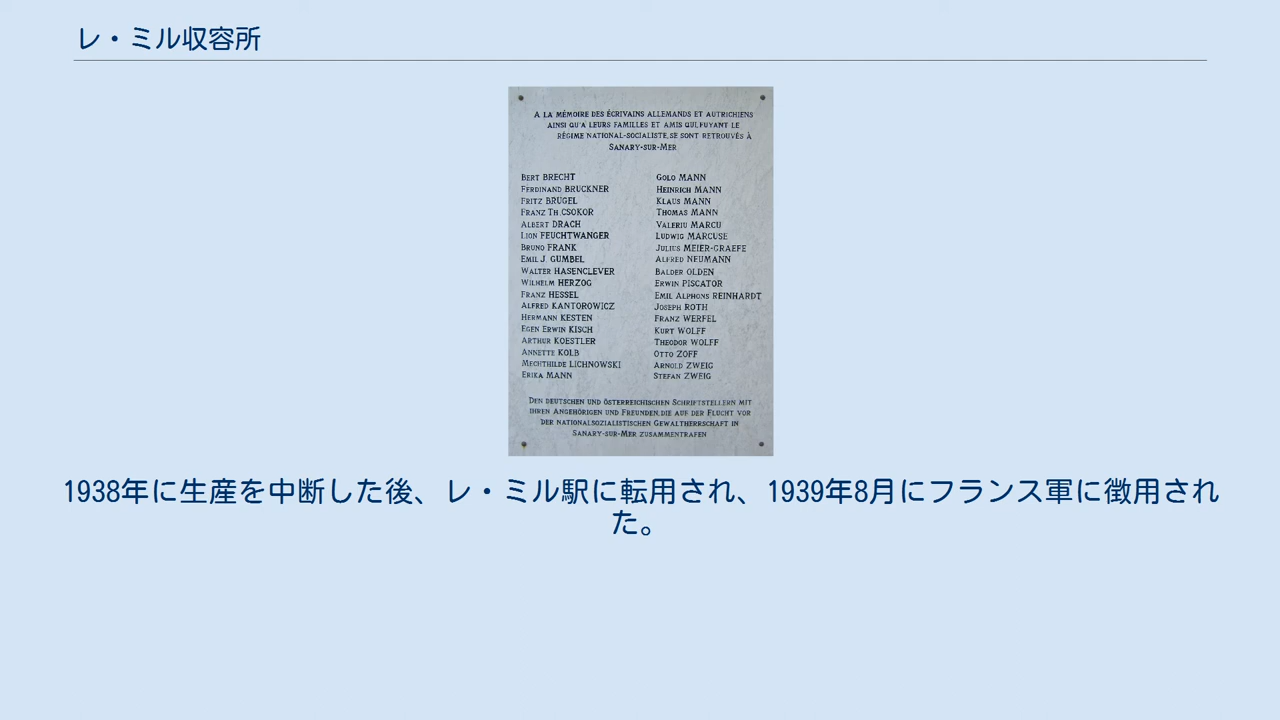 レ・ミル収容所
A LA MÉMOIRE DES ÉCRIVAINS ALLEMANDS ET AUTRICHIENS
AINSI QU'A LEURS FAMILLES ET AMIS QUI,FUYANT LE
RÉGIME NATIONAL-SOCIALISTE,SE SONT RETROUVÉS À
SANARY-SUR-MER
BERT BRECHT
FERDINAND BRUCKNER
FRITZ BRÜGEL
FRANZ TH.CSOKOR
ALBERT DRACH
LION FEUCHTWANGER
BRUNO FRANK
EMIL J. GUMBEL
WALTER HASENCLEVER
WILHELM HERZOG
FRANZ HESSEL
ALFRED KANTOROWICZ
HERMANN KESTEN
EGEN ERWIN KISCH
ARTHUR KOESTLER
ANNETTE KOLB
MECHTHILDE LICHNOWSKI
ERIKA MANN
GOLO MANN
HEINRICH MANN
KLAUS MANN
THOMAS MANN
VALERIU MARCU
LUDWIG MARCUSE
JULIUS MEIER-GRAEFE
ALFRED NEUMANN
BALDER OLDEN
ERWIN PISCATOR
EMIL ALPHONS REINHARDT
JOSEPH ROTH
FRANZ WERFEL
KURT WOLFF
THEODOR WOLFF
OTTO ZOFF
ARNOLD ZWEIG
STEFAN ZWEIG
DEN DEUTSCHEN UND ÖSTERREICHISCHEN SCHRIFTSTELLERN MIT
IHREN ANGEHÖRIGEN UND FREUNDEN,DIE AUF DER FLUCHT VOR
DER NATIONALSOZIALISTISCHEN GEWALTHERRSCHAFT IN
SANARY-SUR-MER ZUSAMMENTRAFEN
1938年に生産を中断した後、レ・ミル駅に転用され、1939年8月にフランス軍に徴用され
た。